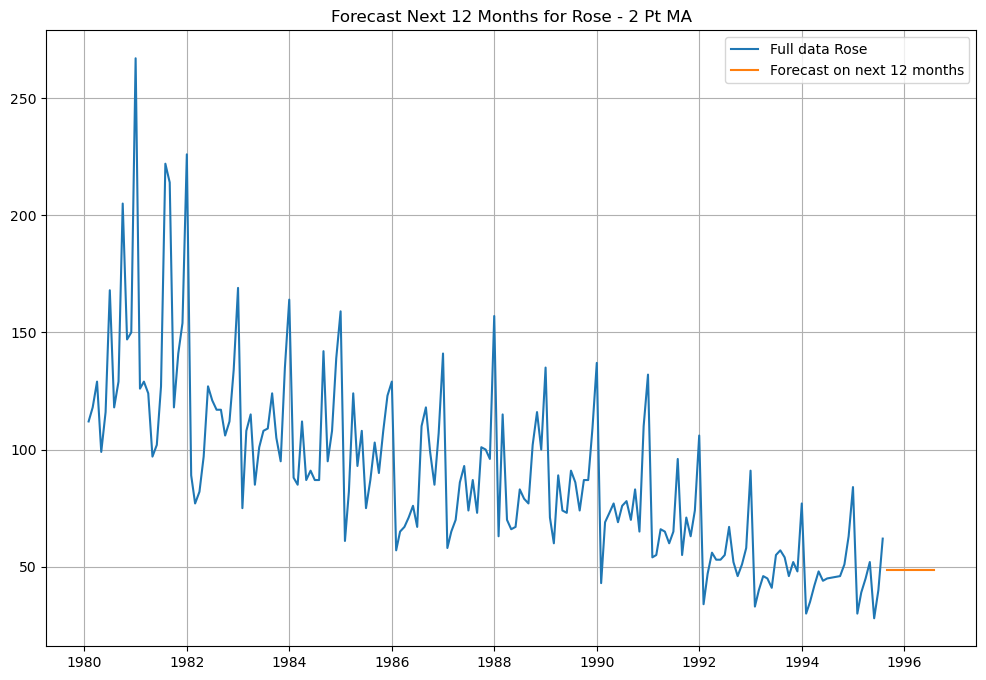 Forecast Next 12 Months for Rose - 2 Pt MA
Full data Rose
Forecast on next 12 months
250
200
150
100
50
1980 1982 1984 1986 1988 1990 1992 1994 1996